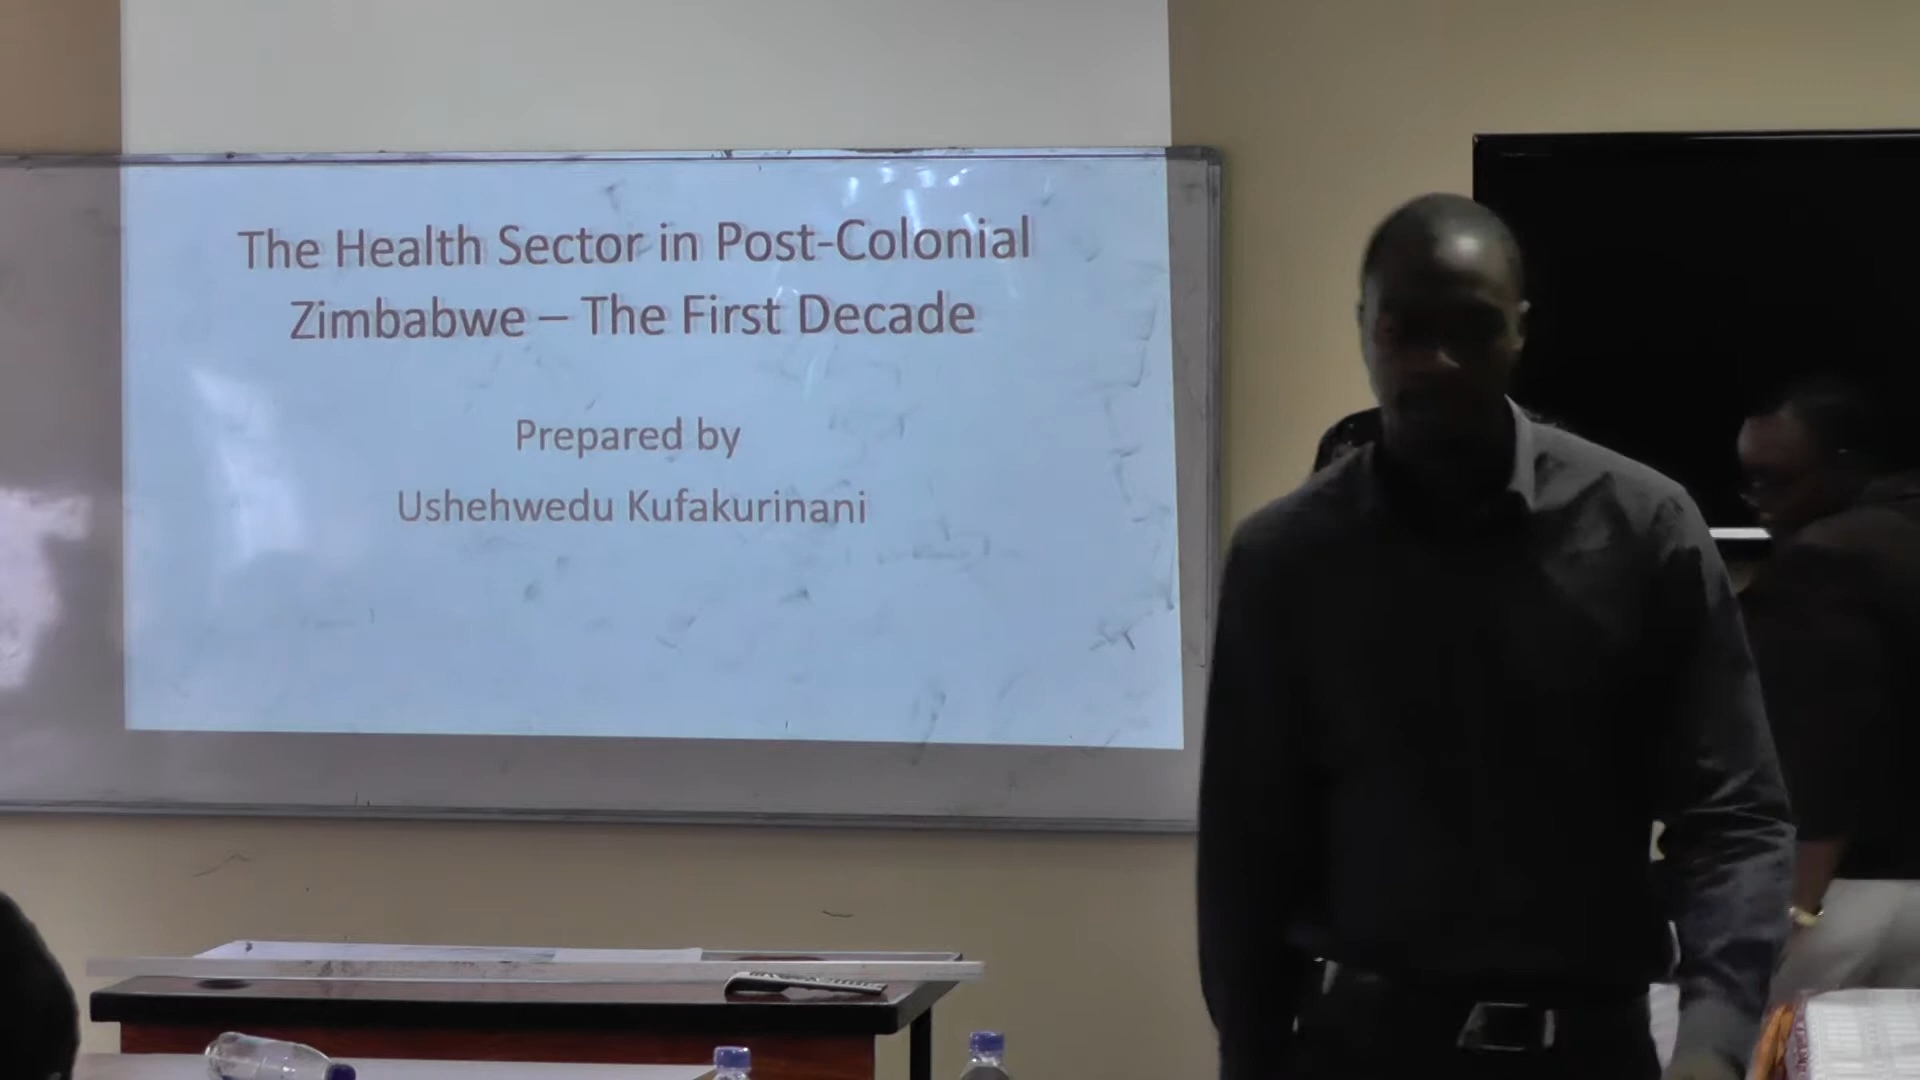 The Health Sector in Post-Colonial
Zimbabwe – The First Decade
Prepared by
Ushehwedu Kufakurinani